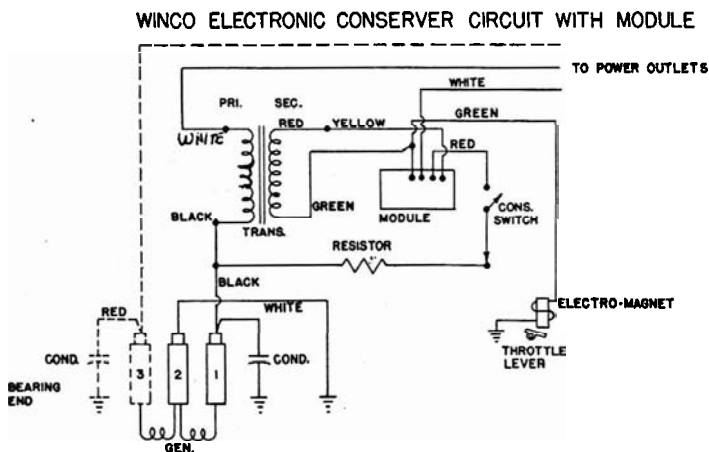 WINCO ELECTRONIC CONSERVER CIRCUIT WITH MODULE
TO POWER OUTLETS
WHITE
PRI. SEC.
GREEN
WHITE
RED YELLOW
RED
BLACK
GREEN
MODULE
CONS.
SWITCH
TRANS.
RESISTOR
BLACK
WHITE
RED
ELECTRO-MAGNET
COND.
COND.
3 2 1
THROTTLE
LEVER
BEARING
END
GEN.